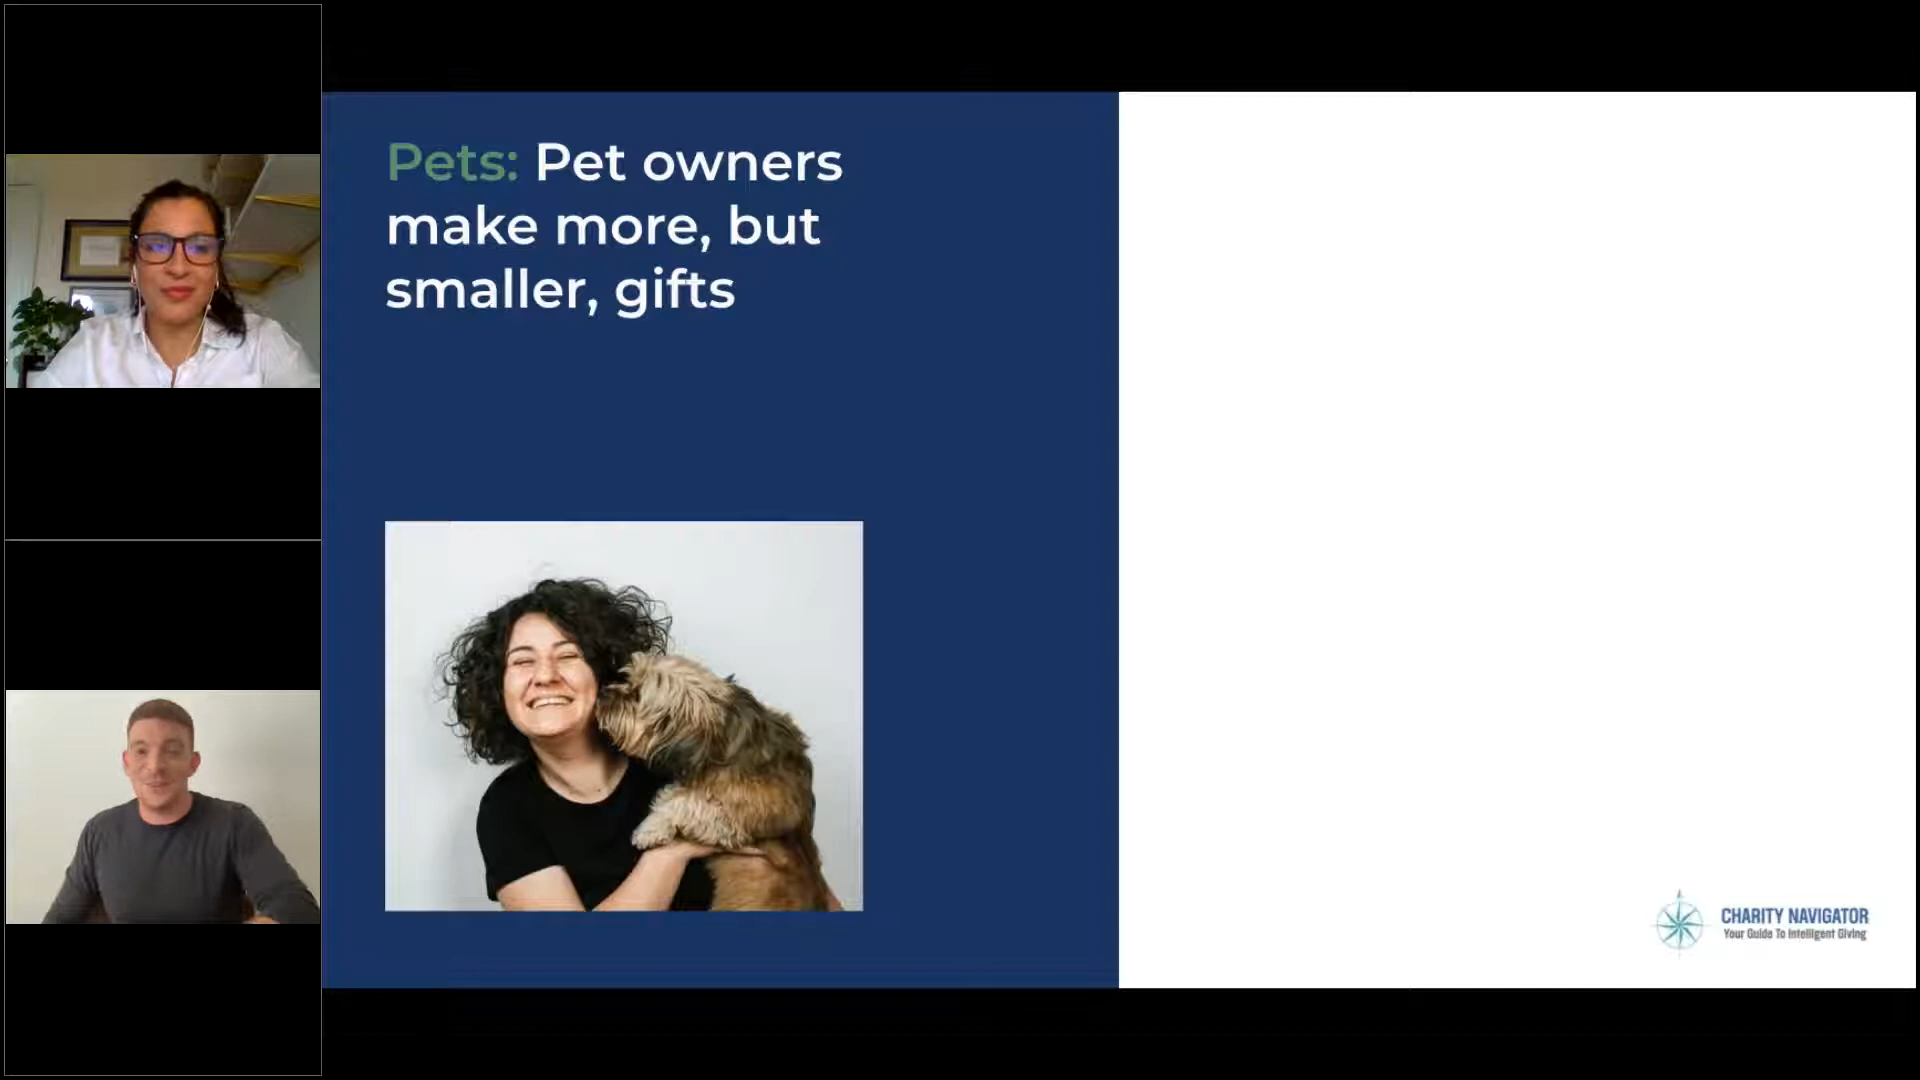 Pets: Pet owners
make more, but
smaller, gifts
CHARITY NAVIGATOR
Your Guide To Intelligent Giving